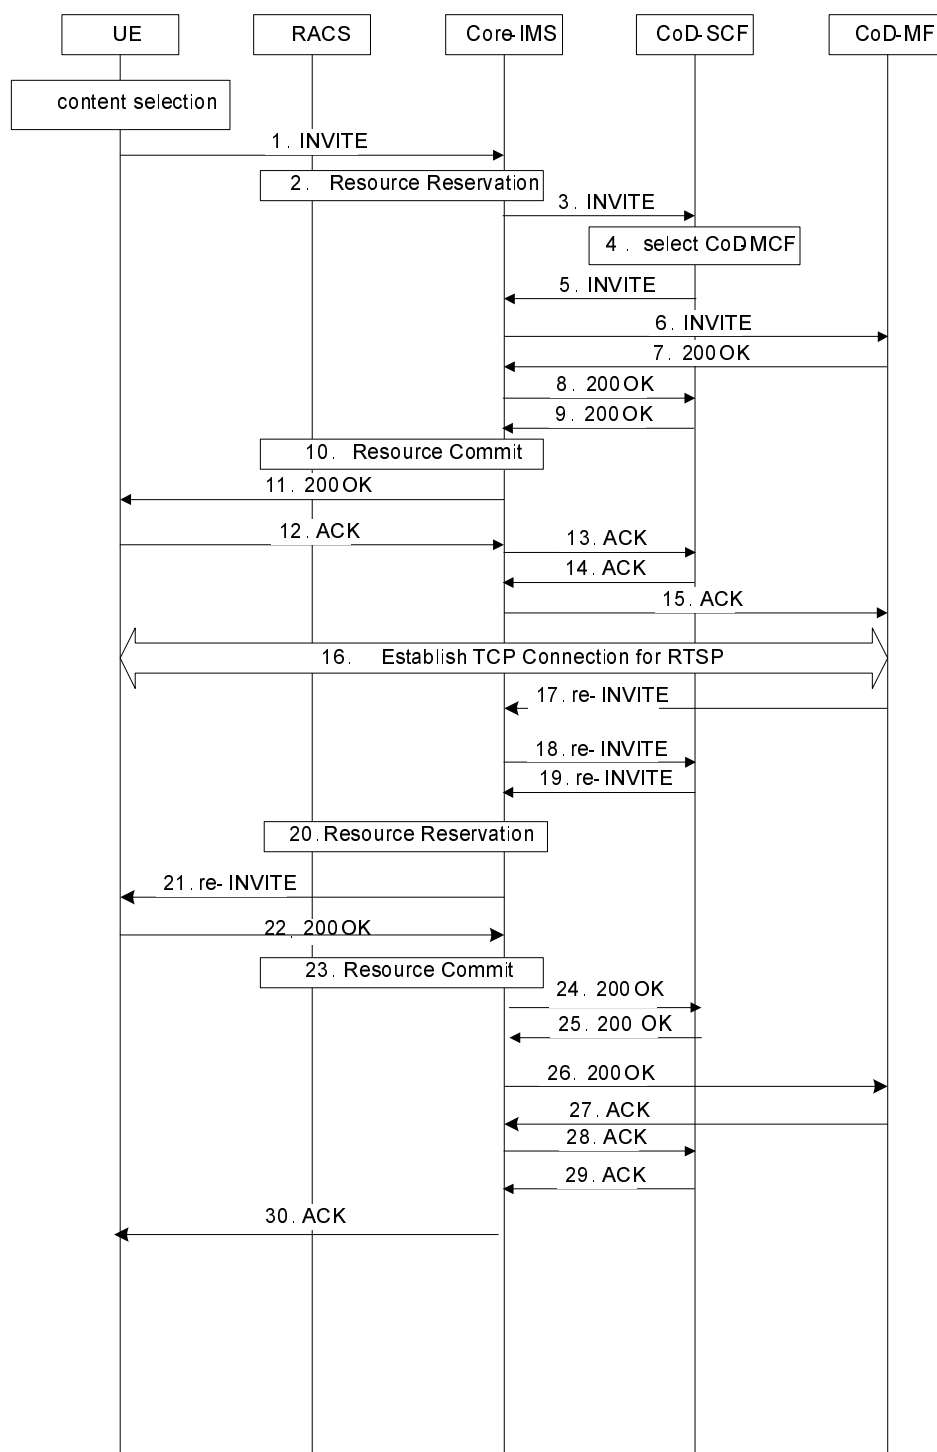 UE
RACS
Core-IMS
CoD-SCF
CoD-MF
content selection
1. INVITE
2. Resource Reservation
3. INVITE
4. select CoD-MCF
5. INVITE
6. INVITE
7. 200 OK
8. 200 OK
9. 200 OK
10. Resource Commit
11. 200 OK
12. ACK
13. ACK
14. ACK
15. ACK
16. Establish TCP Connection for RTSP
17. re-INVITE
18. re-INVITE
19. re-INVITE
20. Resource Reservation
21. re-INVITE
22. 200 OK
23. Resource Commit
24. 200 OK
25. 200 OK
26. 200 OK
27. ACK
28. ACK
29. ACK
30. ACK